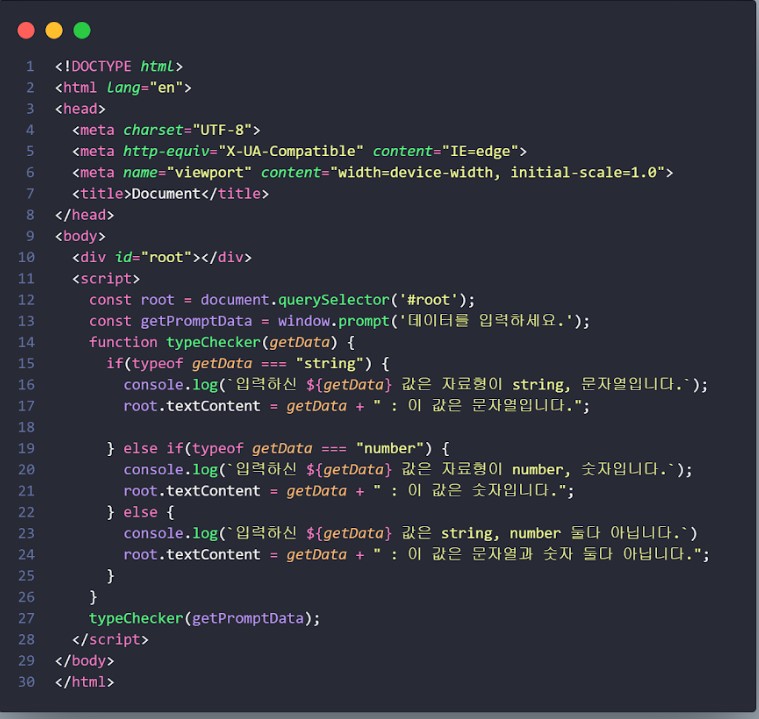 1 <!DOCTYPE html>
2 <html lang="en">
3 <head>
4   <meta charset="UTF-8">
5   <meta http-equiv="X-UA-Compatible" content="IE=edge">
6   <meta name="viewport" content="width=device-width, initial-scale=1.0">
7   <title>Document</title>
8 </head>
9 <body>
10   <div id="root"></div>
11   <script>
12     const root = document.querySelector('#root');
13     const getPromptData = window.prompt('데이터를 입력하세요.');
14     function typeChecker(getData) {
15       if(typeof getData === "string") {
16         console.log(`입력하신 ${getData} 값은 자료형이 string, 문자열입니다.`);
17         root.textContent = getData + " : 이 값은 문자열입니다.";
18
19       } else if(typeof getData === "number") {
20         console.log(`입력하신 ${getData} 값은 자료형이 number, 숫자입니다.`);
21         root.textContent = getData + " : 이 값은 숫자입니다.";
22       } else {
23         console.log(`입력하신 ${getData} 값은 string, number 둘다 아닙니다.`)
24         root.textContent = getData + " : 이 값은 문자열과 숫자 둘다 아닙니다.";
25       }
26     }
27     typeChecker(getPromptData);
28   </script>
29 </body>
30 </html>